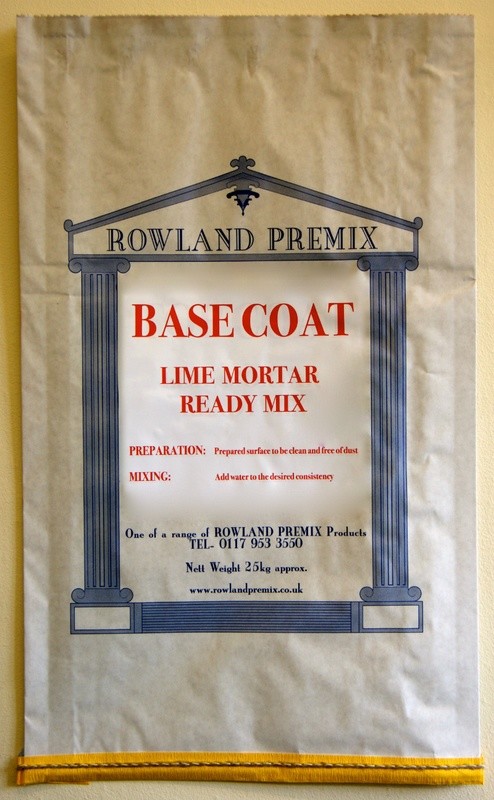 ROWLAND PREMIX
BASE COAT
LIME MORTAR
READY MIX
PREPARATION: Prepared surface to be clean and free of dust
MIXING: Add water to the desired consistency
One of a range of ROWLAND PREMIX Products
TEL- 0117 953 3550
Nett Weight 25kg approx.
www.rowlandpremix.co.uk